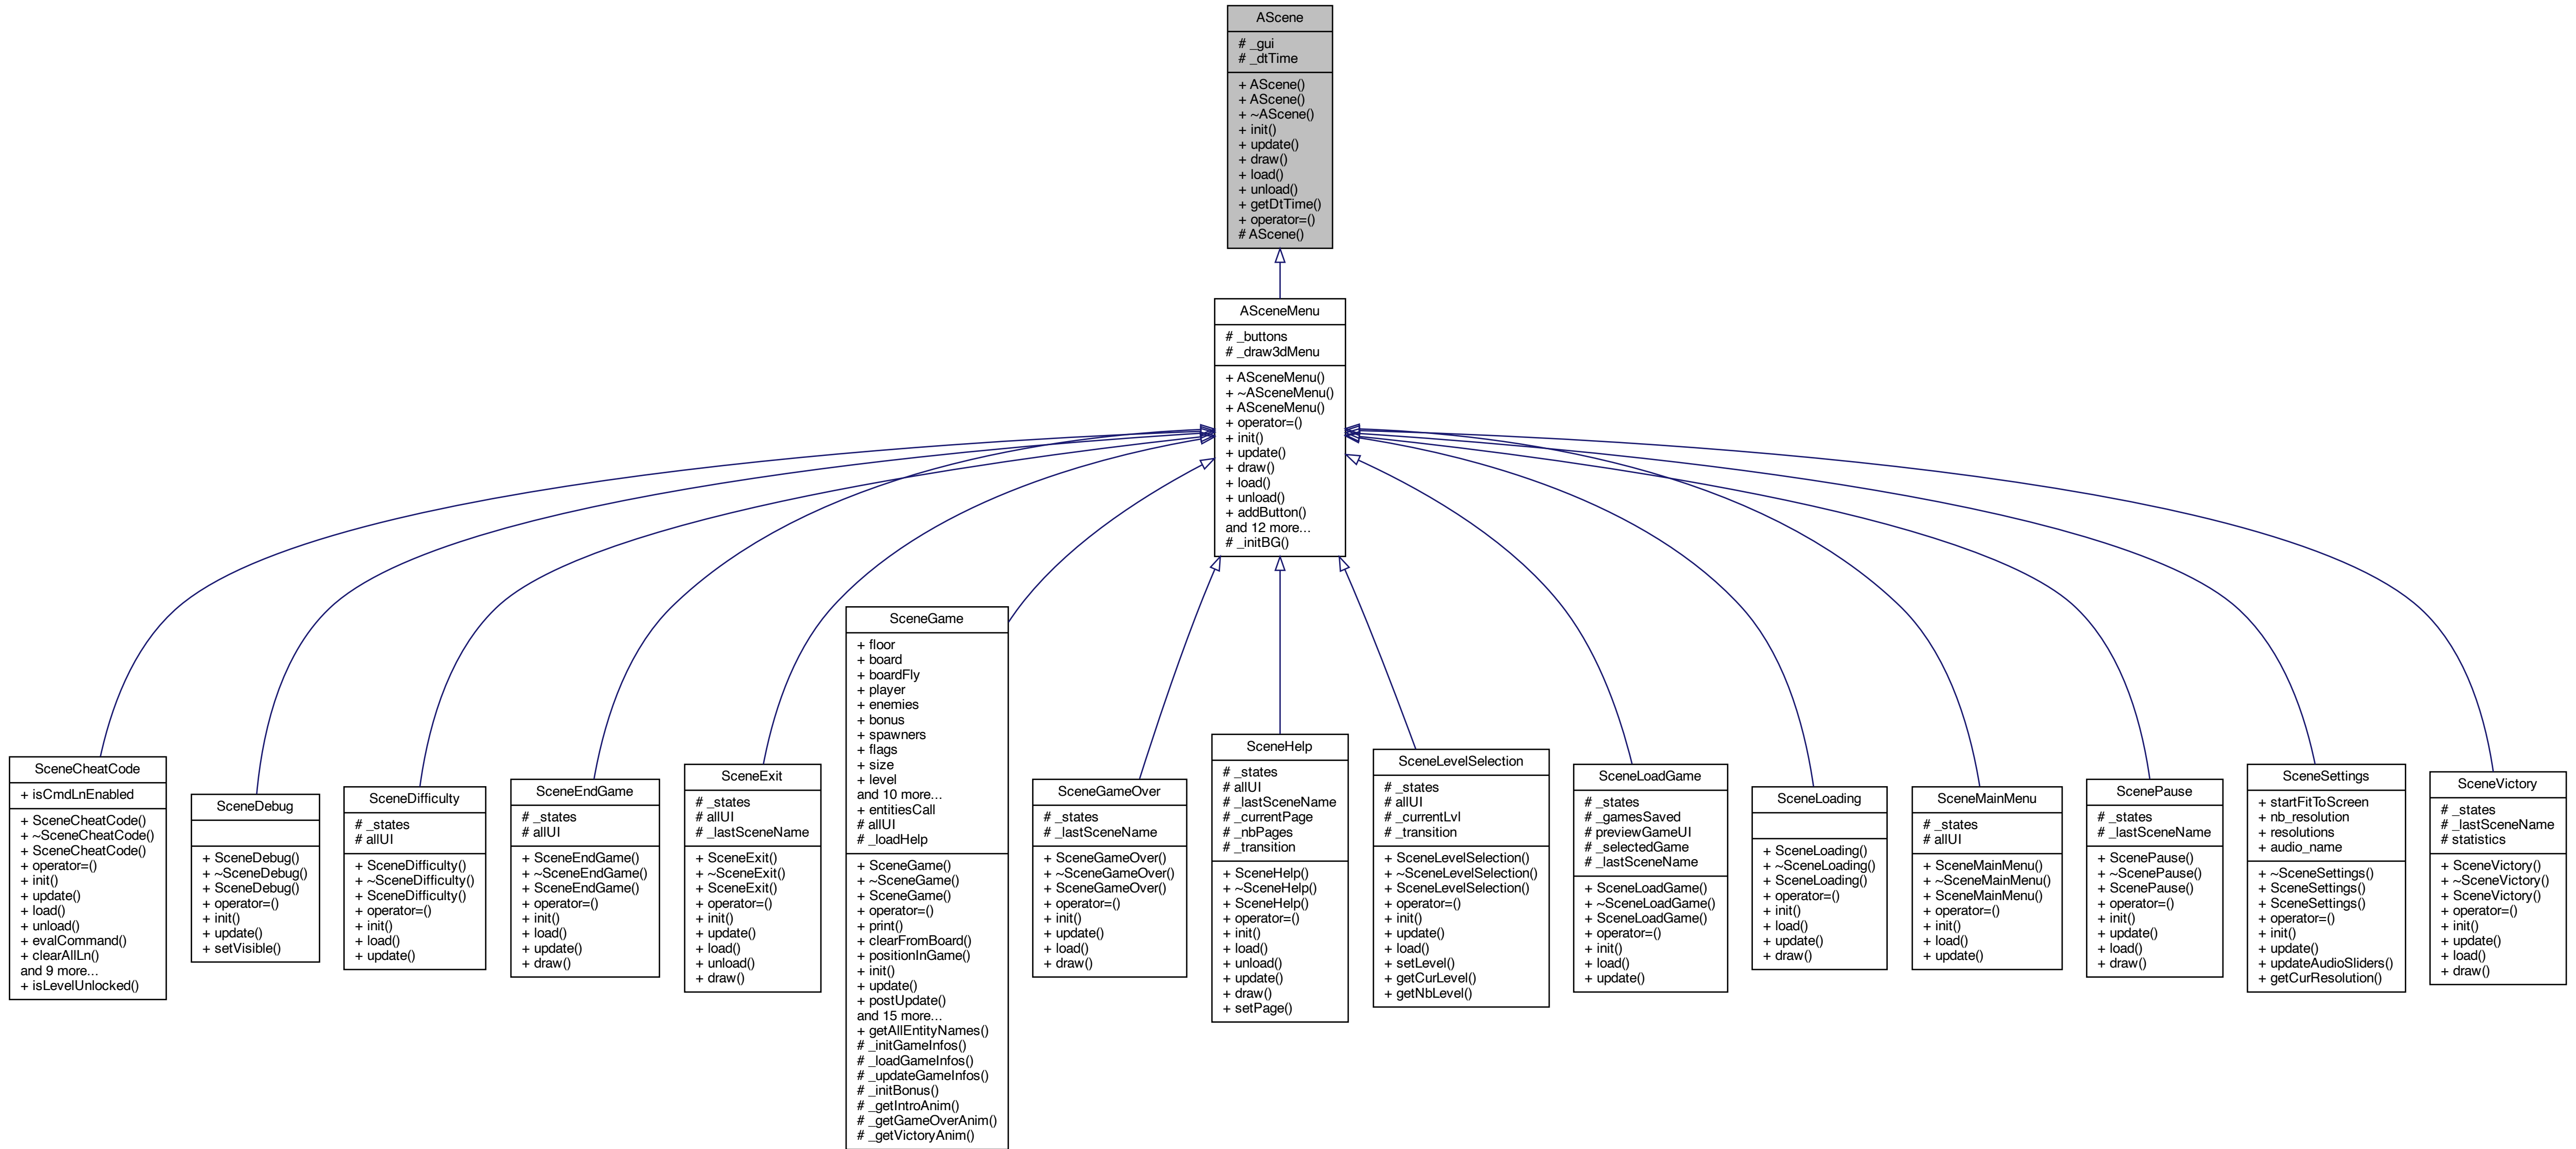 AScene
# _gui
# _dtTime
+ AScene()
+ AScene()
+ ~AScene()
+ init()
+ update()
+ draw()
+ load()
+ unload()
+ getDtTime()
+ operator=()
# AScene()
ASceneMenu
# _buttons
# _draw3dMenu
+ ASceneMenu()
+ ~ASceneMenu()
+ ASceneMenu()
+ operator=()
+ init()
+ update()
+ draw()
+ load()
+ unload()
+ addButton()
and 12 more...
# _initBG()
SceneCheatCode
+ isCmdLnEnabled
+ SceneCheatCode()
+ ~SceneCheatCode()
+ SceneCheatCode()
+ operator=()
+ init()
+ update()
+ load()
+ unload()
+ evalCommand()
+ clearAllLn()
and 9 more...
+ isLevelUnlocked()
SceneDebug
+ SceneDebug()
+ ~SceneDebug()
+ SceneDebug()
+ operator=()
+ init()
+ update()
+ setVisible()
SceneDifficulty
# _states
# allUI
+ SceneDifficulty()
+ ~SceneDifficulty()
+ SceneDifficulty()
+ operator=()
+ init()
+ load()
+ update()
SceneEndGame
# _states
# allUI
+ SceneEndGame()
+ ~SceneEndGame()
+ SceneEndGame()
+ operator=()
+ init()
+ load()
+ update()
+ draw()
SceneExit
# _states
# allUI
# _lastSceneName
+ SceneExit()
+ ~SceneExit()
+ SceneExit()
+ operator=()
+ init()
+ update()
+ load()
+ unload()
+ draw()
SceneGame
+ floor
+ board
+ boardFly
+ player
+ enemies
+ bonus
+ spawners
+ flags
+ size
+ level
and 10 more...
+ entitiesCall
# allUI
# _loadHelp
+ SceneGame()
+ ~SceneGame()
+ SceneGame()
+ operator=()
+ print()
+ clearFromBoard()
+ positionInGame()
+ init()
+ update()
+ postUpdate()
and 15 more...
+ getAllEntityNames()
# _initGameInfos()
# _loadGameInfos()
# _updateGameInfos()
# _initBonus()
# _getIntroAnim()
# _getGameOverAnim()
# _getVictoryAnim()
SceneGameOver
# _states
# _lastSceneName
+ SceneGameOver()
+ ~SceneGameOver()
+ SceneGameOver()
+ operator=()
+ init()
+ update()
+ load()
+ draw()
SceneHelp
# _states
# allUI
# _lastSceneName
# _currentPage
# _nbPages
# _transition
+ SceneHelp()
+ ~SceneHelp()
+ SceneHelp()
+ operator=()
+ init()
+ load()
+ unload()
+ update()
+ draw()
+ setPage()
SceneLevelSelection
# _states
# allUI
# _currentLvl
# _transition
+ SceneLevelSelection()
+ ~SceneLevelSelection()
+ SceneLevelSelection()
+ operator=()
+ init()
+ update()
+ load()
+ setLevel()
+ getCurLevel()
+ getNbLevel()
SceneLoadGame
# _states
# _gamesSaved
# previewGameUI
# _selectedGame
# _lastSceneName
+ SceneLoadGame()
+ ~SceneLoadGame()
+ SceneLoadGame()
+ operator=()
+ init()
+ load()
+ update()
SceneLoading
+ SceneLoading()
+ ~SceneLoading()
+ SceneLoading()
+ operator=()
+ init()
+ load()
+ update()
+ draw()
SceneMainMenu
# _states
# allUI
+ SceneMainMenu()
+ ~SceneMainMenu()
+ SceneMainMenu()
+ operator=()
+ init()
+ load()
+ update()
ScenePause
# _states
# _lastSceneName
+ ScenePause()
+ ~ScenePause()
+ ScenePause()
+ operator=()
+ init()
+ update()
+ load()
+ draw()
SceneSettings
+ startFitToScreen
+ nb_resolution
+ resolutions
+ audio_name
+ ~SceneSettings()
+ SceneSettings()
+ SceneSettings()
+ operator=()
+ init()
+ update()
+ updateAudioSliders()
+ getCurResolution()
SceneVictory
# _states
# _lastSceneName
# statistics
+ SceneVictory()
+ ~SceneVictory()
+ SceneVictory()
+ operator=()
+ init()
+ update()
+ load()
+ draw()